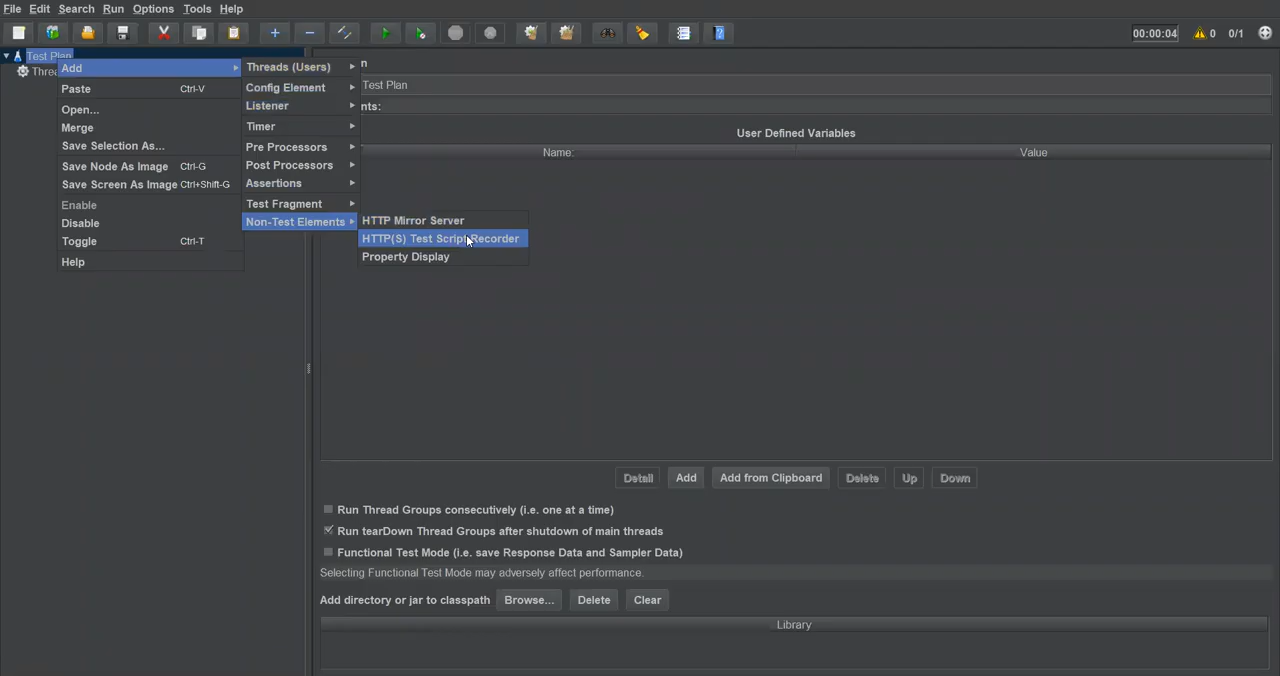 File Edit Search Run Options Tools Help
00:00:04 0 0/1
Test Plan
Threa
Add
Paste Ctrl-V
Open...
Merge
Save Selection As...
Save Node As Image Ctrl-G
Save Screen As Image Ctrl+Shift-G
Enable
Disable
Toggle Ctrl-T
Help
Threads (Users)
Config Element
Listener
Timer
Pre Processors
Post Processors
Assertions
Test Fragment
Non-Test Elements
HTTP Mirror Server
HTTP(S) Test Script Recorder
Property Display
n
Test Plan
nts:
User Defined Variables
Name: Value
Detail Add Add from Clipboard Delete Up Down
Run Thread Groups consecutively (i.e. one at a time)
Run tearDown Thread Groups after shutdown of main threads
Functional Test Mode (i.e. save Response Data and Sampler Data)
Selecting Functional Test Mode may adversely affect performance.
Add directory or jar to classpath Browse... Delete Clear
Library